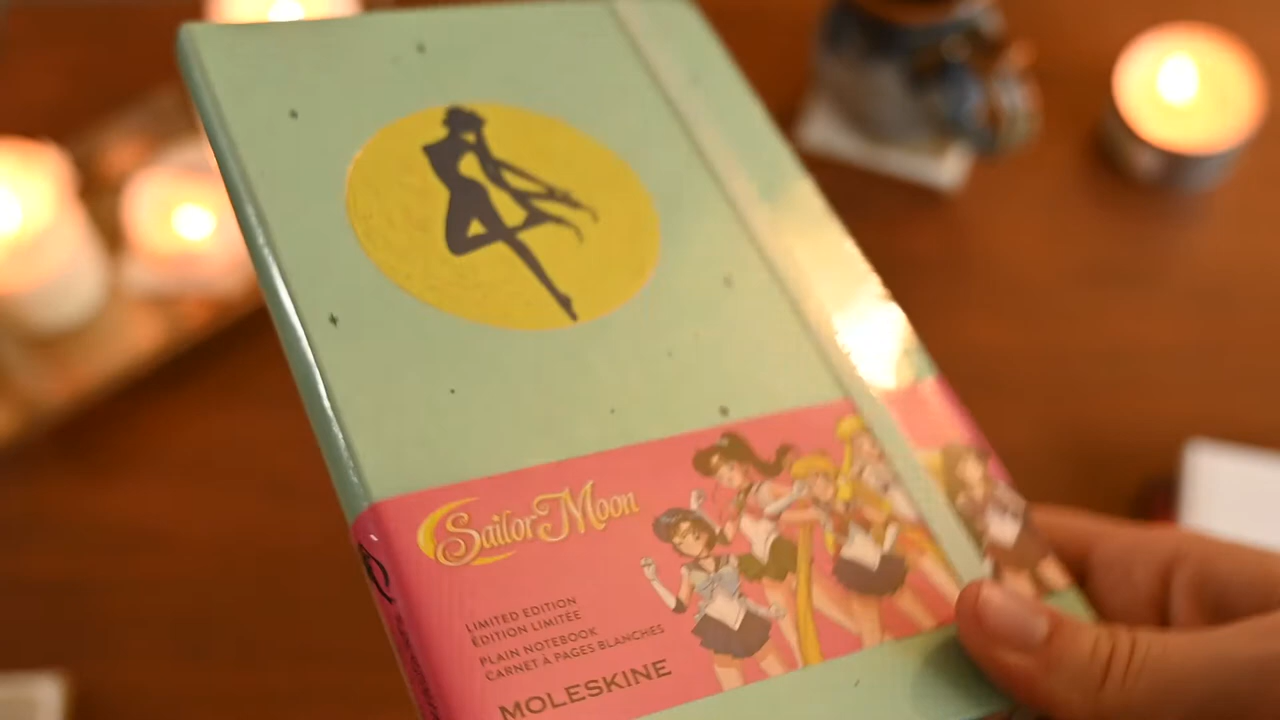 Sailor Moon
LIMITED EDITION
ÉDITION LIMITÉE
PLAIN NOTEBOOK
CARNET À PAGES BLANCHES
MOLESKINE